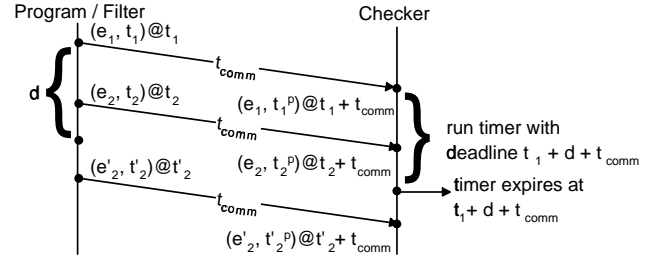 Program / Filter
Checker
(e1, t1)@t1
tcomm
d
(e2, t2)@t2
(e1, t1p)@t1 + tcomm
tcomm
run timer with
deadline t1 + d + tcomm
(e2, t2p)@t2 + tcomm
(e'2, t'2)@t'2
tcomm
timer expires at
t1 + d + tcomm
(e'2, t'2p)@t'2 + tcomm